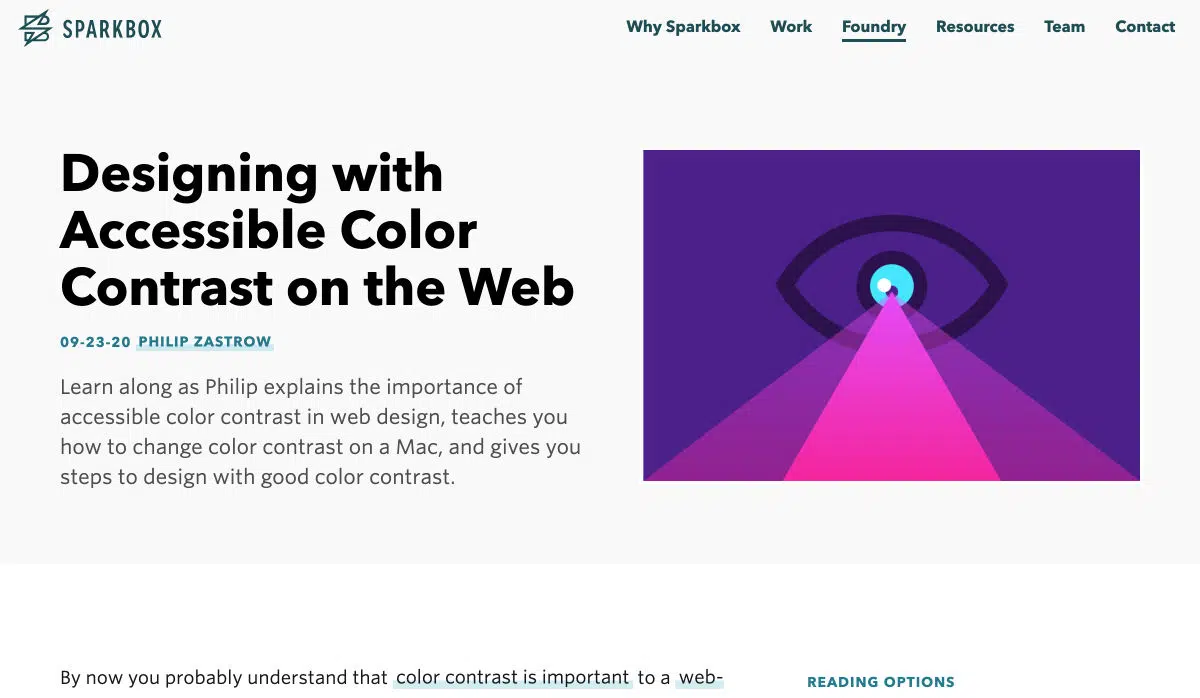 SPARKBOX
Why Sparkbox Work Foundry Resources Team Contact
Designing with
Accessible Color
Contrast on the Web
09-23-20 PHILIP ZASTROW
Learn along as Philip explains the importance of
accessible color contrast in web design, teaches you
how to change color contrast on a Mac, and gives you
steps to design with good color contrast.
By now you probably understand that color contrast is important to a web-
READING OPTIONS